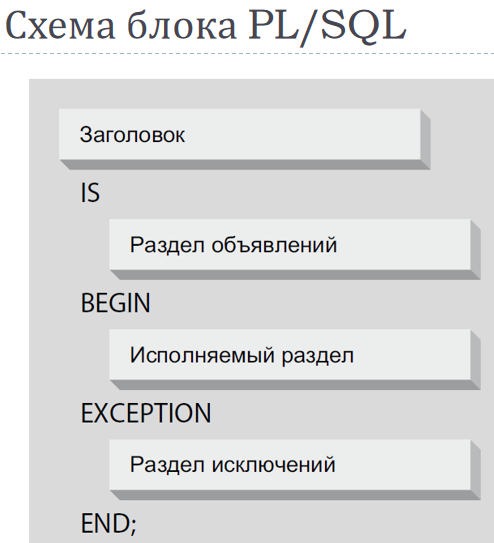 Схема блока PL/SQL
Заголовок
IS
Раздел объявлений
BEGIN
Исполняемый раздел
EXCEPTION
Раздел исключений
END;